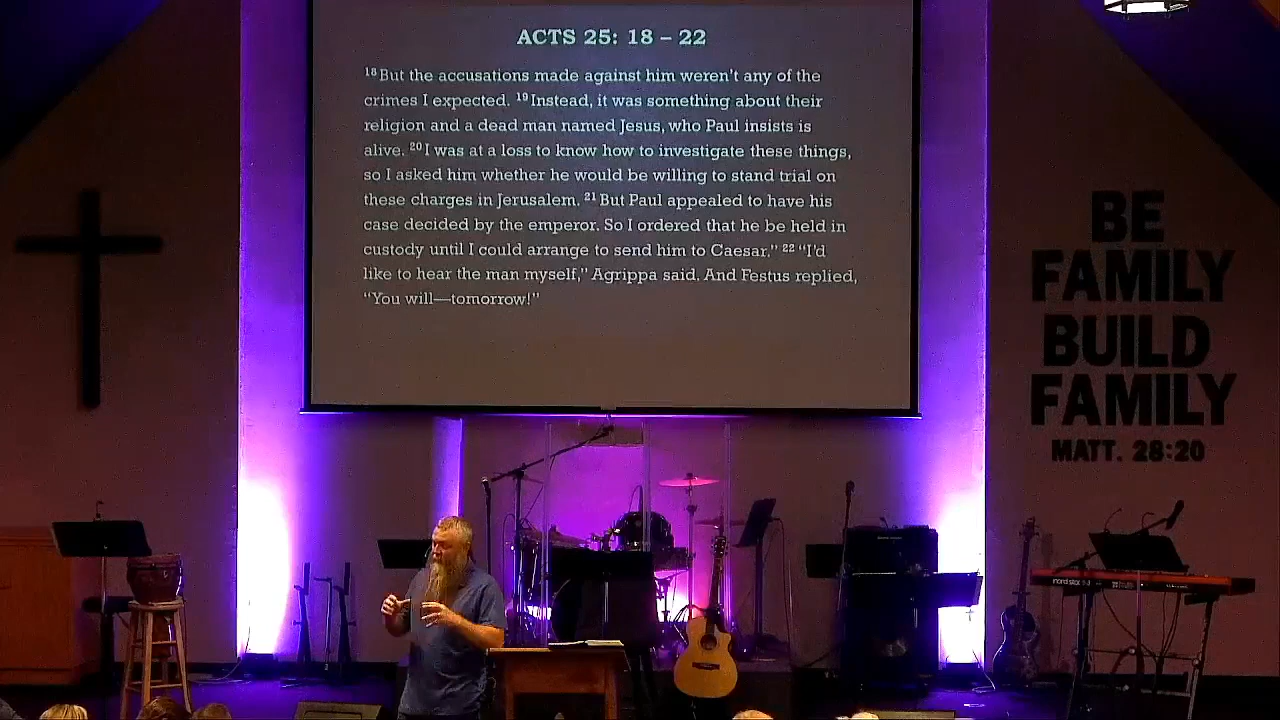 ACTS 25: 18 – 22
18 But the accusations made against him weren't any of the
crimes I expected. 19 Instead, it was something about their
religion and a dead man named Jesus, who Paul insists is
alive. 20 I was at a loss to know how to investigate these things,
so I asked him whether he would be willing to stand trial on
these charges in Jerusalem. 21 But Paul appealed to have his
case decided by the emperor. So I ordered that he be held in
custody until I could arrange to send him to Caesar." 22 "I'd
like to hear the man myself," Agrippa said. And Festus replied,
"You will—tomorrow!"
BE
FAMILY
BUILD
FAMILY
MATT. 28:20
nord stage